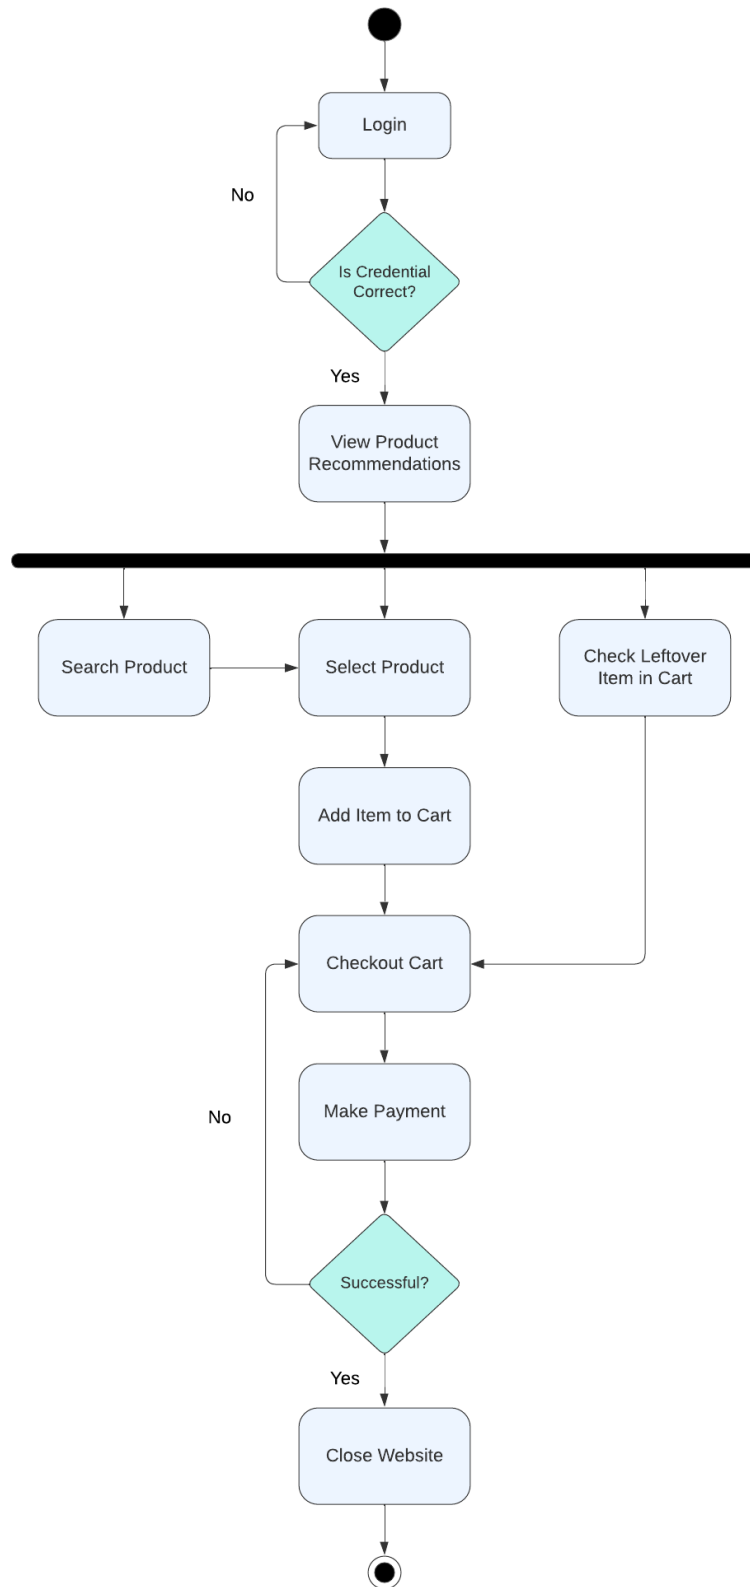 Login
No
Is Credential
Correct?
Yes
View Product
Recommendations
Search Product
Select Product
Check Leftover
Item in Cart
Add Item to Cart
Checkout Cart
No
Make Payment
Successful?
Yes
Close Website